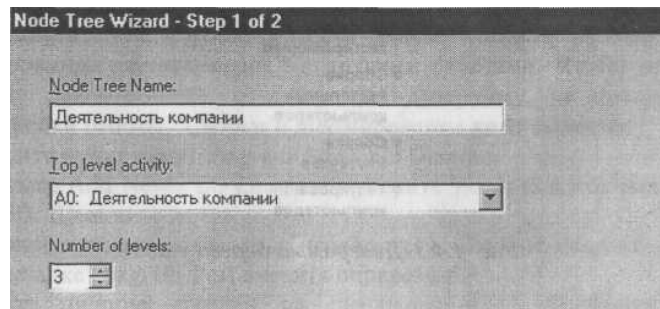 Node Tree Wizard - Step 1 of 2
Node Tree Name:
Деятельность компании
Top level activity:
A0: Деятельность компании
Number of levels:
3